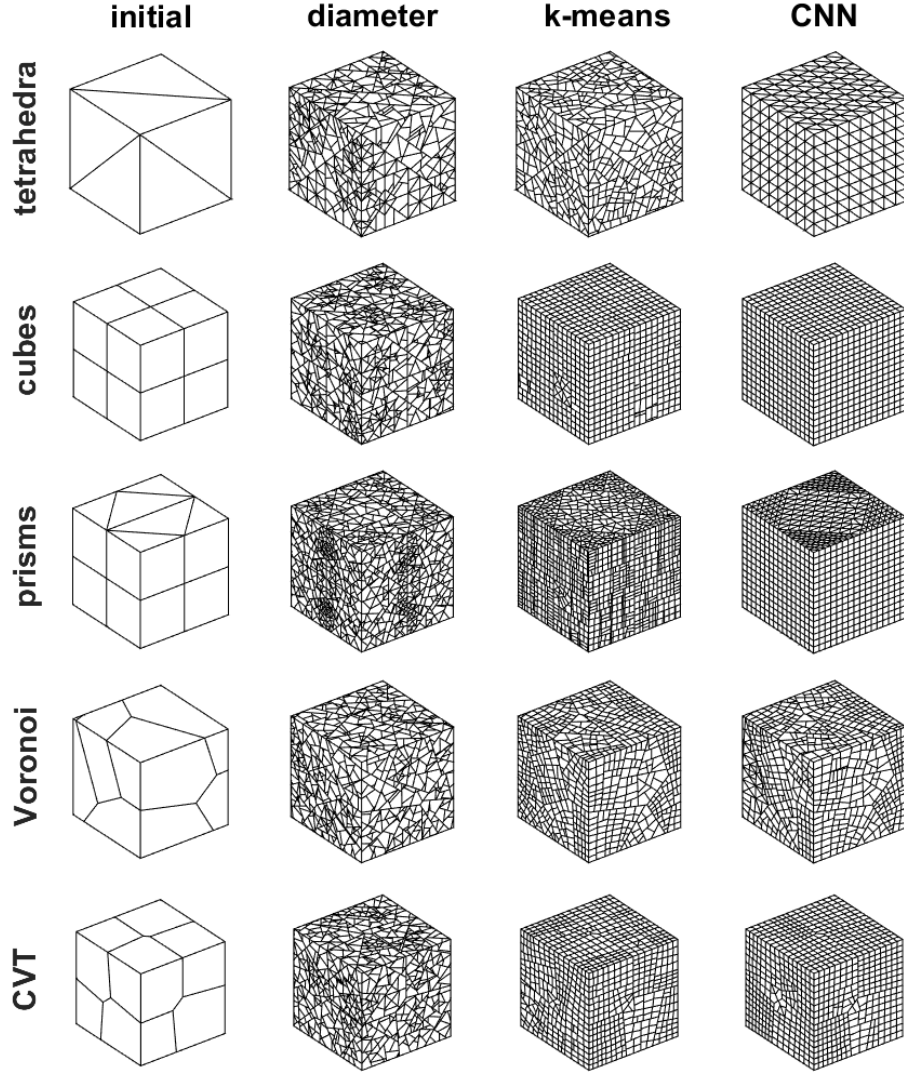 initial diameter k-means CNN
tetrahedra
cubes
prisms
Voronoi
CVT